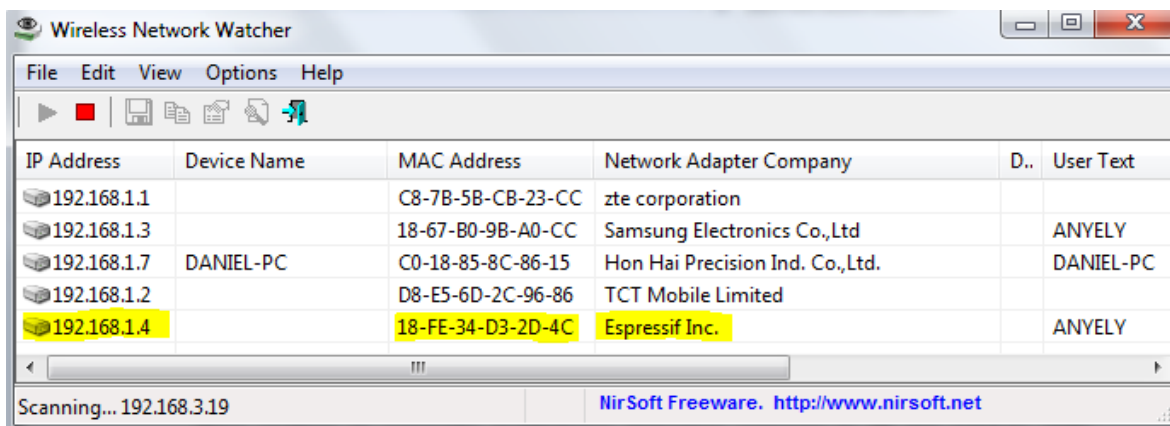 Wireless Network Watcher
File Edit View Options Help
IP Address Device Name MAC Address Network Adapter Company D.. User Text
192.168.1.1 C8-7B-5B-CB-23-CC zte corporation
192.168.1.3 18-67-B0-9B-A0-CC Samsung Electronics Co.,Ltd ANYELY
192.168.1.7 DANIEL-PC C0-18-85-8C-86-15 Hon Hai Precision Ind. Co.,Ltd. DANIEL-PC
192.168.1.2 D8-E5-6D-2C-96-86 TCT Mobile Limited
192.168.1.4 18-FE-34-D3-2D-4C Espressif Inc. ANYELY
Scanning... 192.168.3.19 NirSoft Freeware. http://www.nirsoft.net